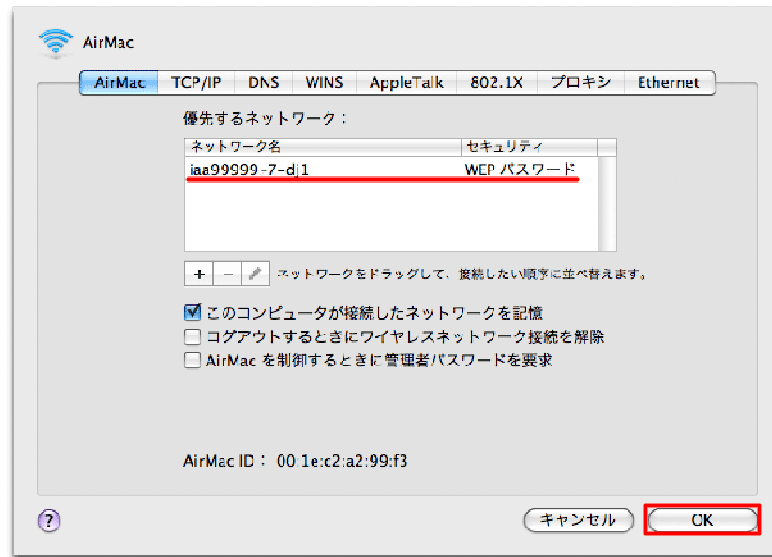 AirMac
AirMac TCP/IP DNS WINS AppleTalk 802.1X プロキシ Ethernet
優先するネットワーク：
ネットワーク名 セキュリティ
iaa99999-7-dj1 WEP パスワード
+ − ネットワークをドラッグして、接続したい順序に並べ替えます。
このコンピュータが接続したネットワークを記憶
ログアウトするときにワイヤレスネットワーク接続を解除
AirMac を制御するときに管理者パスワードを要求
AirMac ID： 00:1e:c2:a2:99:f3
? キャンセル OK